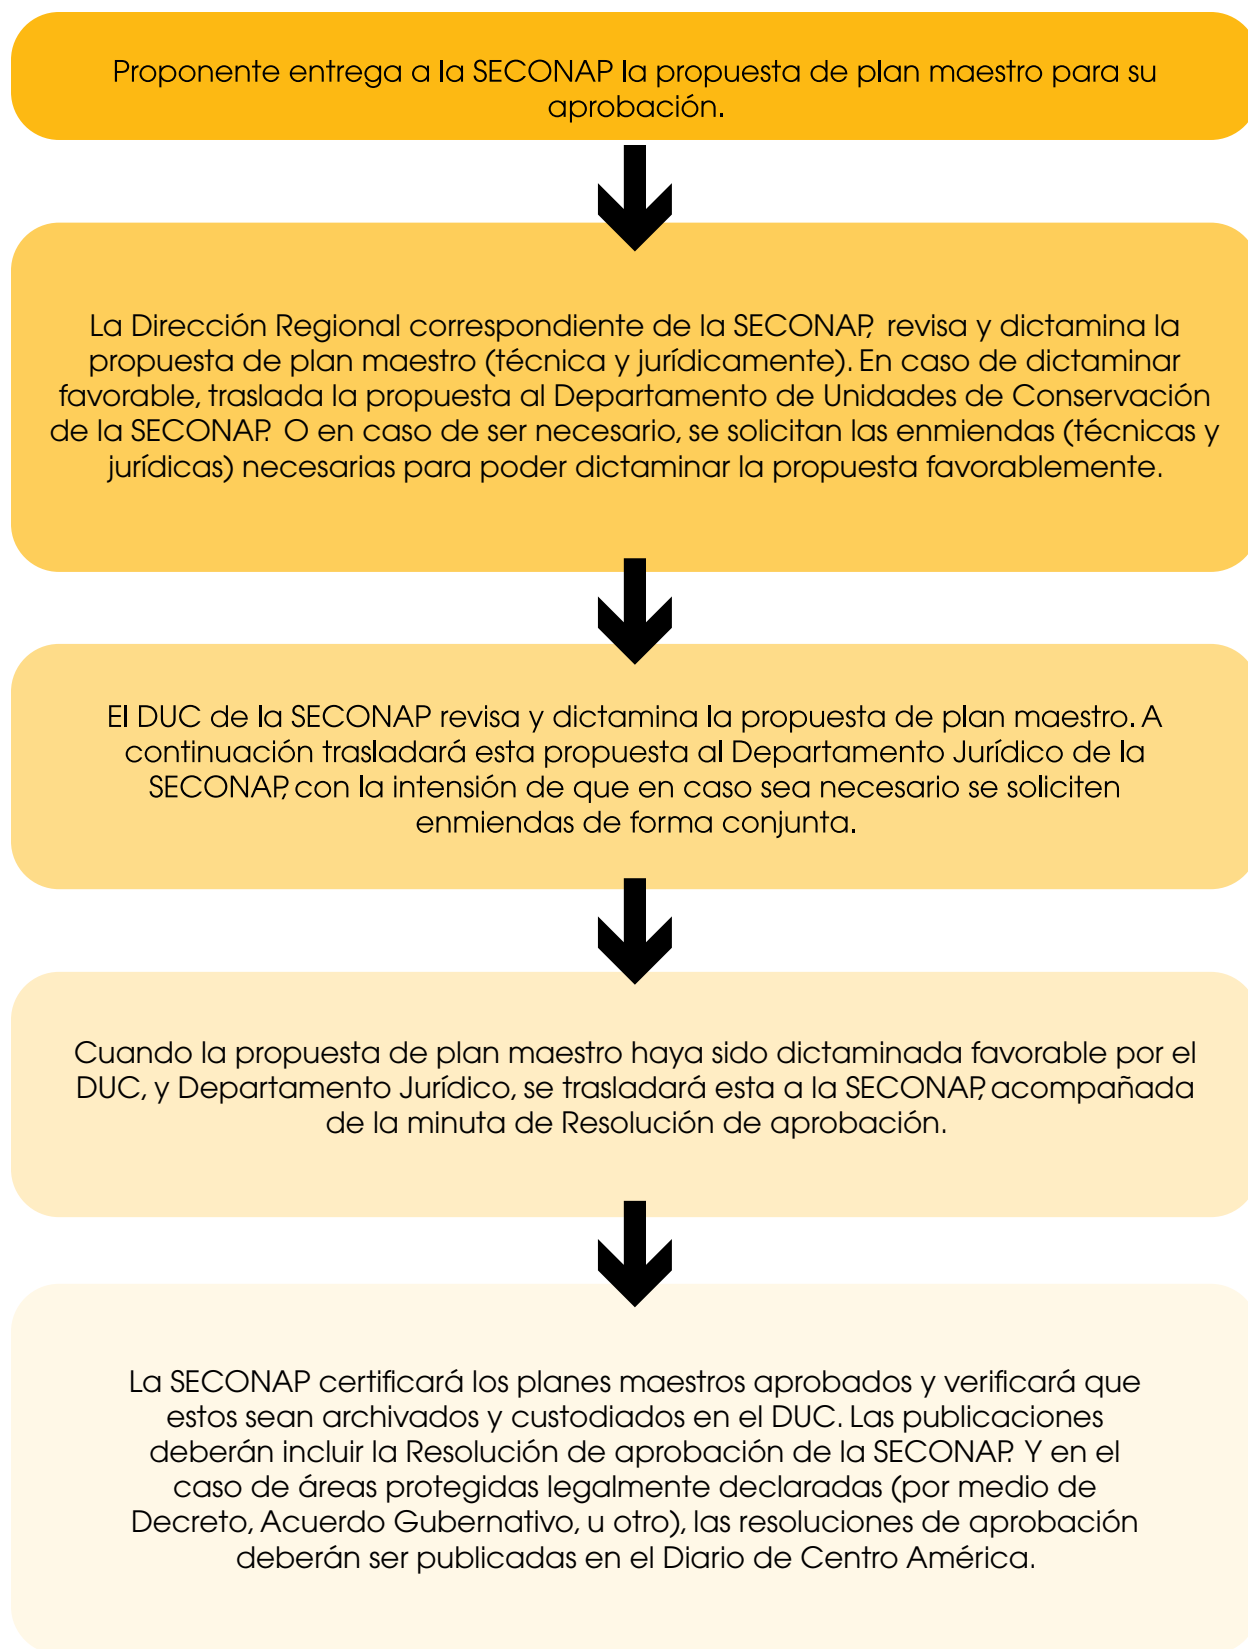 Proponente entrega a la SECONAP la propuesta de plan maestro para su
aprobación.
La Dirección Regional correspondiente de la SECONAP, revisa y dictamina la
propuesta de plan maestro (técnica y jurídicamente). En caso de dictaminar
favorable, traslada la propuesta al Departamento de Unidades de Conservación
de la SECONAP. O en caso de ser necesario, se solicitan las enmiendas (técnicas y
jurídicas) necesarias para poder dictaminar la propuesta favorablemente.
El DUC de la SECONAP revisa y dictamina la propuesta de plan maestro. A
continuación trasladará esta propuesta al Departamento Jurídico de la
SECONAP, con la intensión de que en caso sea necesario se soliciten
enmiendas de forma conjunta.
Cuando la propuesta de plan maestro haya sido dictaminada favorable por el
DUC, y Departamento Jurídico, se trasladará esta a la SECONAP, acompañada
de la minuta de Resolución de aprobación.
La SECONAP certificará los planes maestros aprobados y verificará que
estos sean archivados y custodiados en el DUC. Las publicaciones
deberán incluir la Resolución de aprobación de la SECONAP. Y en el
caso de áreas protegidas legalmente declaradas (por medio de
Decreto, Acuerdo Gubernativo, u otro), las resoluciones de aprobación
deberán ser publicadas en el Diario de Centro América.